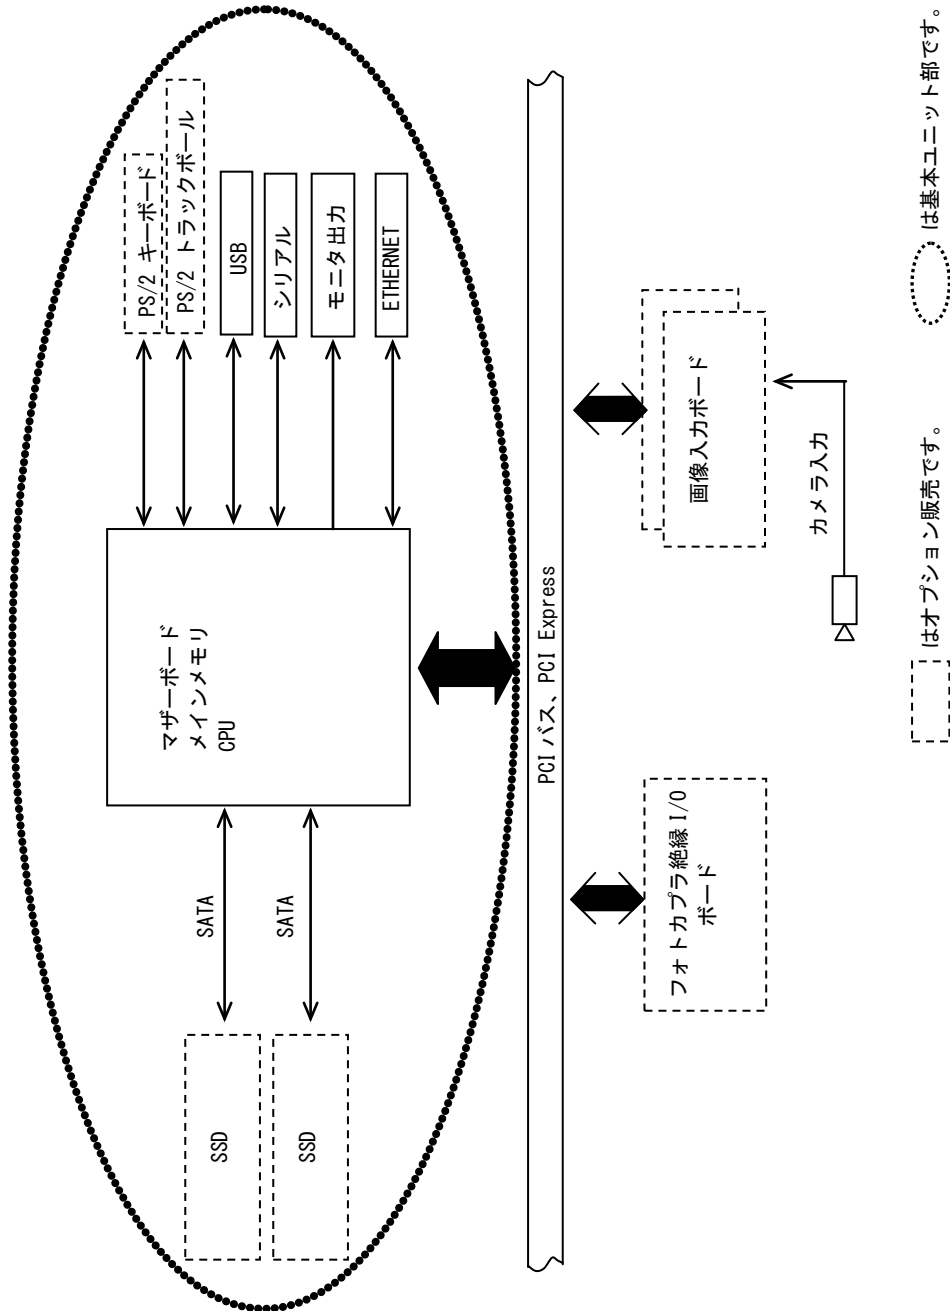 PS/2 キーボード
PS/2 トラックボール
USB
シリアル
モニタ出力
ETHERNET
マザーボード
メインメモリ
CPU
SATA
SATA
SSD
SSD
PCI バス、PCI Express
フォトカプラ絶縁 I/O
ボード
画像入力ボード
カメラ入力
はオプション販売です。
は基本ユニット部です。